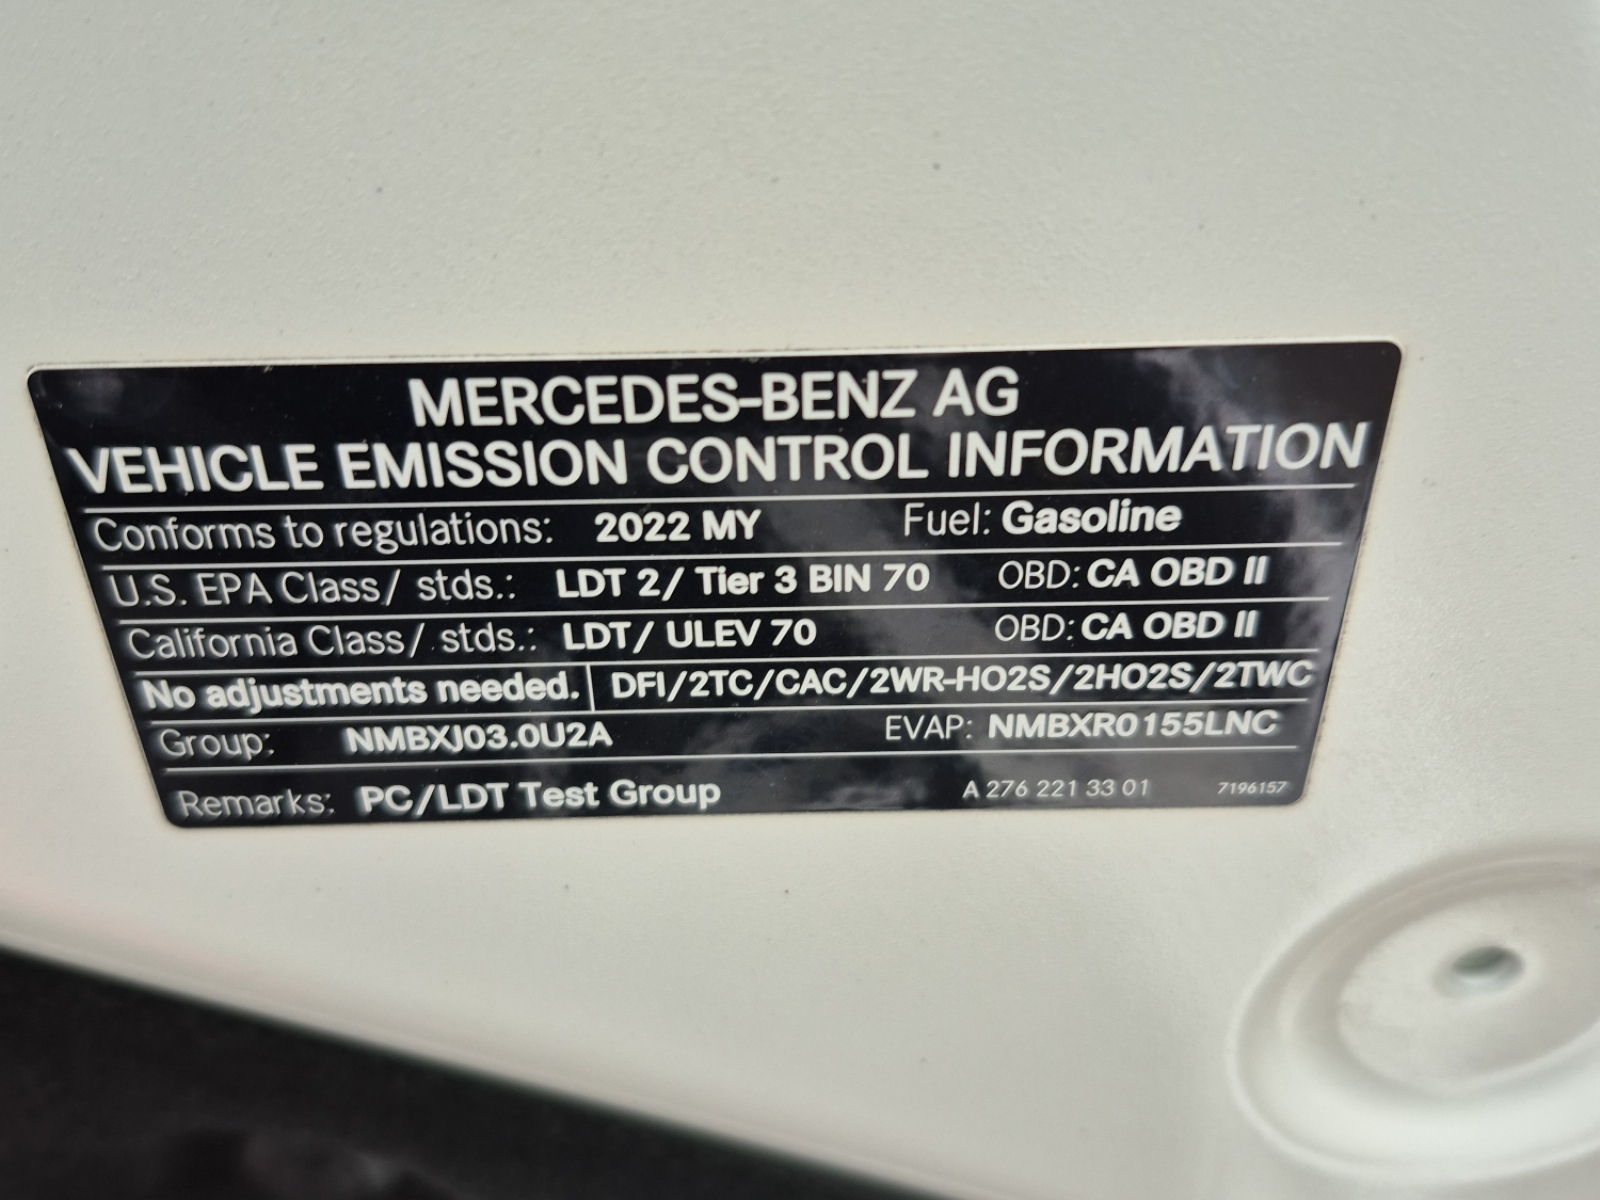 MERCEDES-BENZ AG
VEHICLE EMISSION CONTROL INFORMATION
Conforms to regulations: 2022 MY Fuel: Gasoline
U.S. EPA Class/ stds.: LDT 2/ Tier 3 BIN 70 OBD: CA OBD II
California Class/ stds.: LDT/ ULEV 70 OBD: CA OBD II
No adjustments needed. DFI/2TC/CAC/2WR-HO2S/2HO2S/2TWC
Group: NMBXJ03.0U2A EVAP: NMBXR0155LNC
Remarks: PC/LDT Test Group A 276 221 33 01 7196157